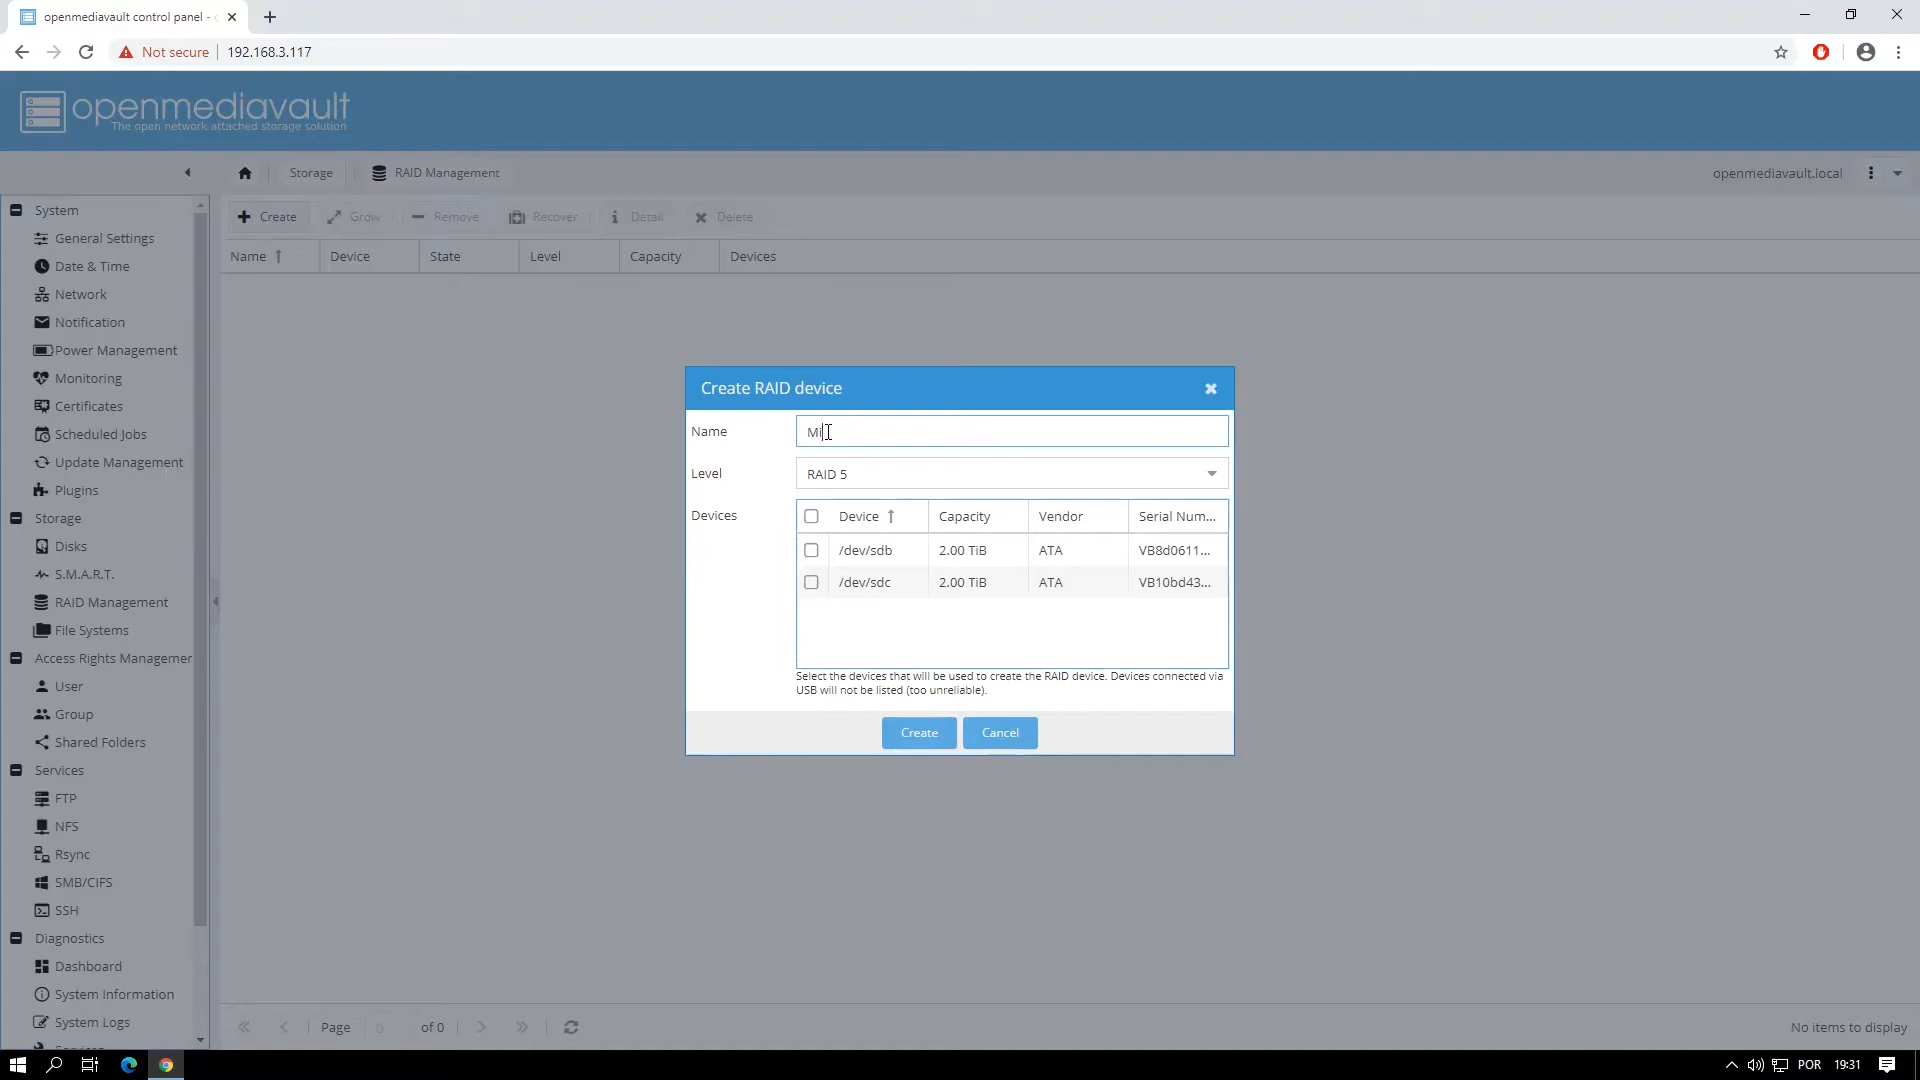 openmediavault control panel - 
Not secure
192.168.3.117
openmediavault
The open network attached storage solution
Storage
RAID Management
openmediavault.local
System
General Settings
Date & Time
Network
Notification
Power Management
Monitoring
Certificates
Scheduled Jobs
Update Management
Plugins
Storage
Disks
S.M.A.R.T.
RAID Management
File Systems
Access Rights Managemer
User
Group
Shared Folders
Services
FTP
NFS
Rsync
SMB/CIFS
SSH
Diagnostics
Dashboard
System Information
System Logs
Create Grow Remove Recover Detail Delete
Name Device State Level Capacity Devices
Create RAID device
Name
Mi
Level
RAID 5
Devices
Device Capacity Vendor Serial Num...
/dev/sdb 2.00 TiB ATA VB8d0611...
/dev/sdc 2.00 TiB ATA VB10bd43...
Select the devices that will be used to create the RAID device. Devices connected via
USB will not be listed (too unreliable).
Create Cancel
Page 0 of 0
No items to display
POR 19:31